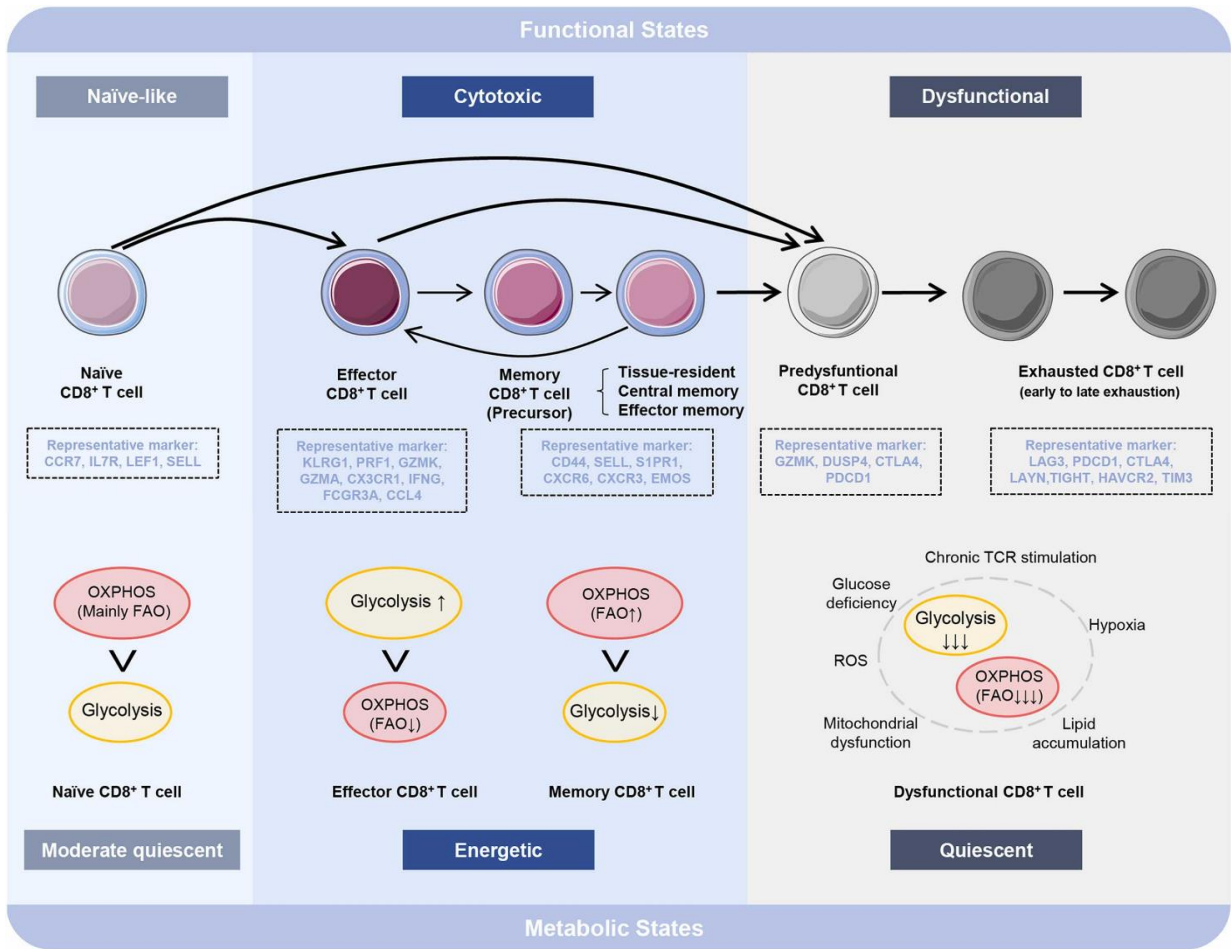 Functional States
Naïve-like
Cytotoxic
Dysfunctional
Naïve
CD8⁺ T cell
Effector
CD8⁺ T cell
Memory
CD8⁺ T cell
(Precursor)
Tissue-resident
Central memory
Effector memory
Predysfuntional
CD8⁺ T cell
Exhausted CD8⁺ T cell
(early to late exhaustion)
Representative marker:
CCR7, IL7R, LEF1, SELL
Representative marker:
KLRG1, PRF1, GZMK,
GZMA, CX3CR1, IFNG,
FCGR3A, CCL4
Representative marker:
CD44, SELL, S1PR1,
CXCR6, CXCR3, EMOS
Representative marker:
GZMK, DUSP4, CTLA4,
PDCD1
Representative marker:
LAG3, PDCD1, CTLA4,
LAYN,TIGHT, HAVCR2, TIM3
OXPHOS
(Mainly FAO)
Glycolysis
Naïve CD8⁺ T cell
Glycolysis ↑
OXPHOS
(FAO↓)
Effector CD8⁺ T cell
OXPHOS
(FAO↑)
Glycolysis↓
Memory CD8⁺ T cell
Chronic TCR stimulation
Glucose
deficiency
Glycolysis
↓↓↓
Hypoxia
ROS
OXPHOS
(FAO↓↓↓)
Mitochondrial
dysfunction
Lipid
accumulation
Dysfunctional CD8⁺ T cell
Moderate quiescent
Energetic
Quiescent
Metabolic States